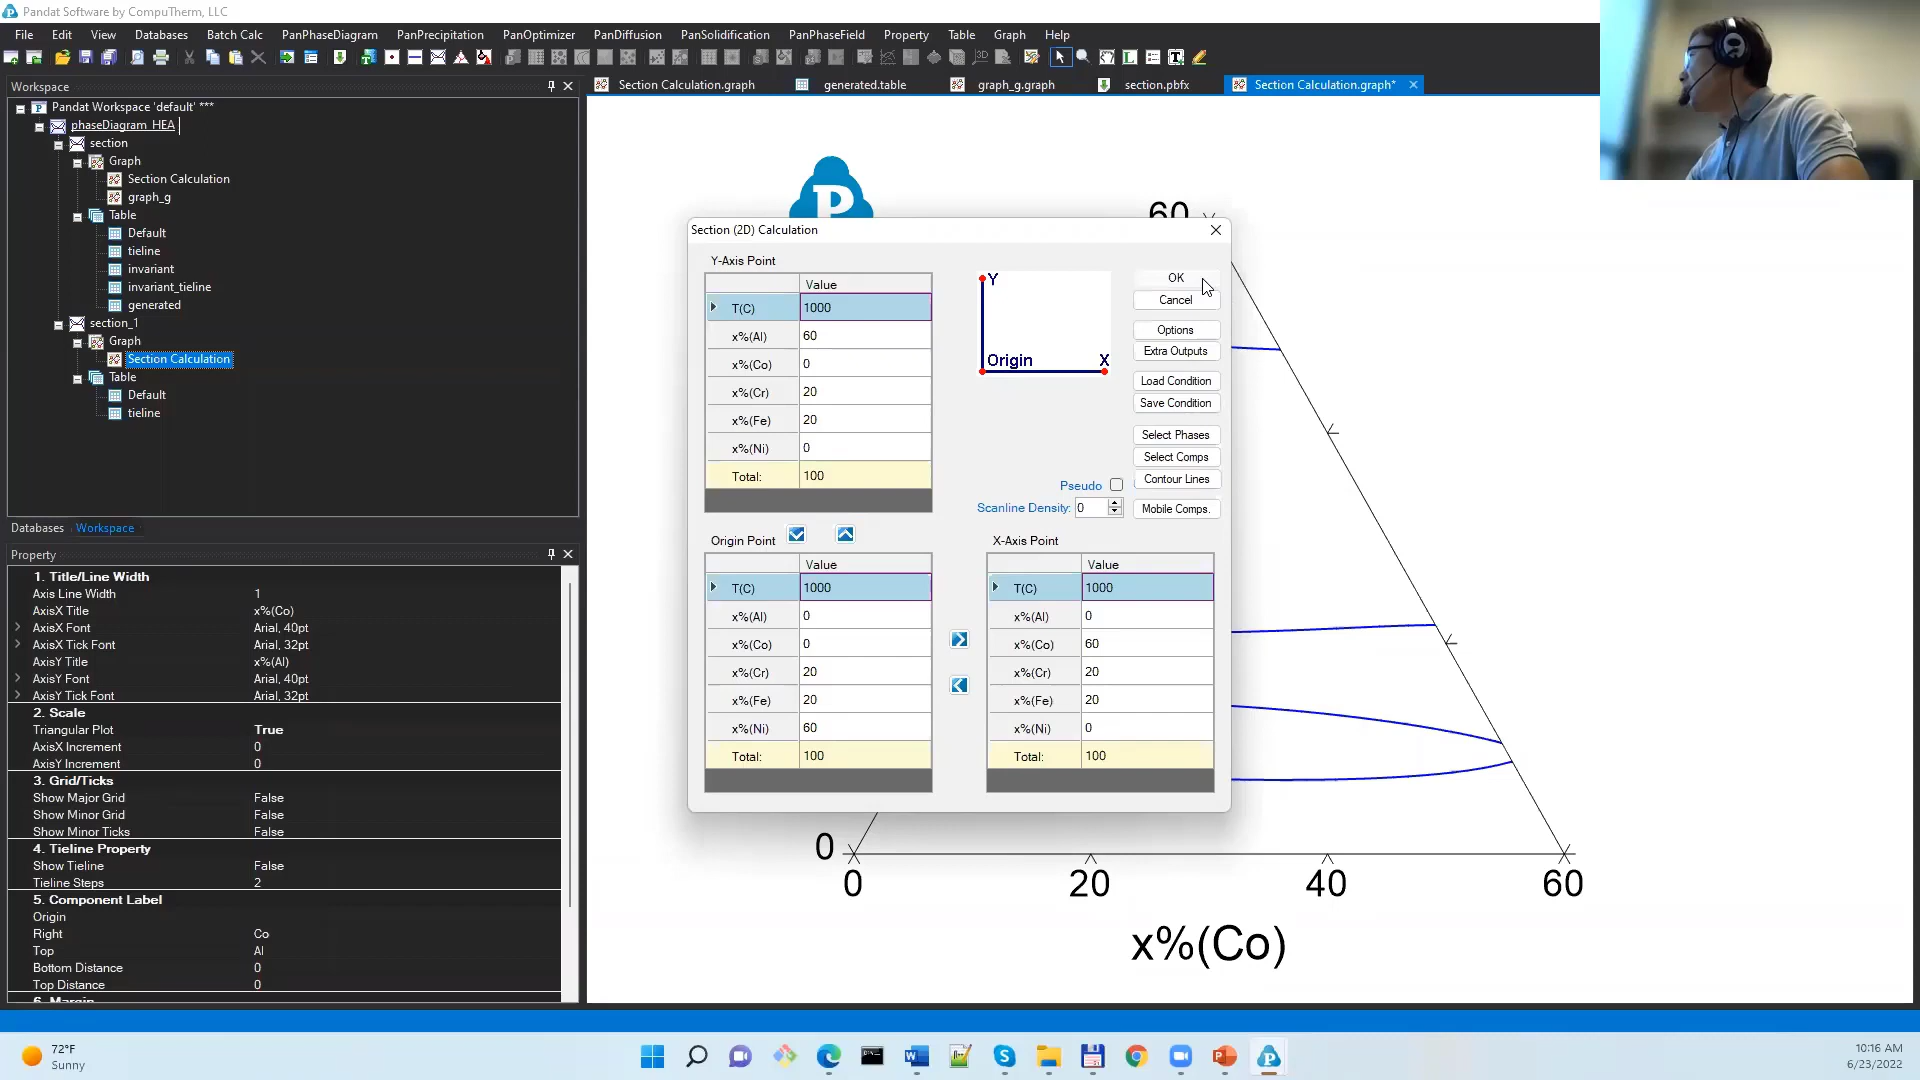 Pandat Software by CompuTherm, LLC
File Edit View Databases Batch Calc PanPhaseDiagram PanPrecipitation PanOptimizer PanDiffusion PanSolidification PanPhaseField Property Table Graph Help
Workspace
Section Calculation.graph generated.table graph_g.graph section.pbfx Section Calculation.graph*
Pandat Workspace 'default' ***
phaseDiagram_HEA
section
Graph
Section Calculation
graph_g
Table
Default
tieline
invariant
invariant_tieline
generated
section_1
Graph
Section Calculation
Table
Default
tieline
Databases Workspace
Property
1. Title/Line Width
Axis Line Width 1
AxisX Title x%(Co)
AxisX Font Arial, 40pt
AxisX Tick Font Arial, 32pt
AxisY Title x%(Al)
AxisY Font Arial, 40pt
AxisY Tick Font Arial, 32pt
2. Scale
Triangular Plot True
AxisX Increment 0
AxisY Increment 0
3. Grid/Ticks
Show Major Grid False
Show Minor Grid False
Show Minor Ticks False
4. Tieline Property
Show Tieline False
Tieline Steps 2
5. Component Label
Origin
Right Co
Top Al
Bottom Distance 0
Top Distance 0
6. Margin
P
60
Section (2D) Calculation
Y-Axis Point
Value
T(C) 1000
x%(Al) 60
x%(Co) 0
x%(Cr) 20
x%(Fe) 20
x%(Ni) 0
Total: 100
Y
Origin X
OK
Cancel
Options
Extra Outputs
Load Condition
Save Condition
Select Phases
Select Comps
Contour Lines
Mobile Comps.
Pseudo
Scanline Density: 0
Origin Point
Value
T(C) 1000
x%(Al) 0
x%(Co) 0
x%(Cr) 20
x%(Fe) 20
x%(Ni) 60
Total: 100
X-Axis Point
Value
T(C) 1000
x%(Al) 0
x%(Co) 60
x%(Cr) 20
x%(Fe) 20
x%(Ni) 0
Total: 100
0
0 20 40 60
x%(Co)
72°F
Sunny
10:16 AM
6/23/2022